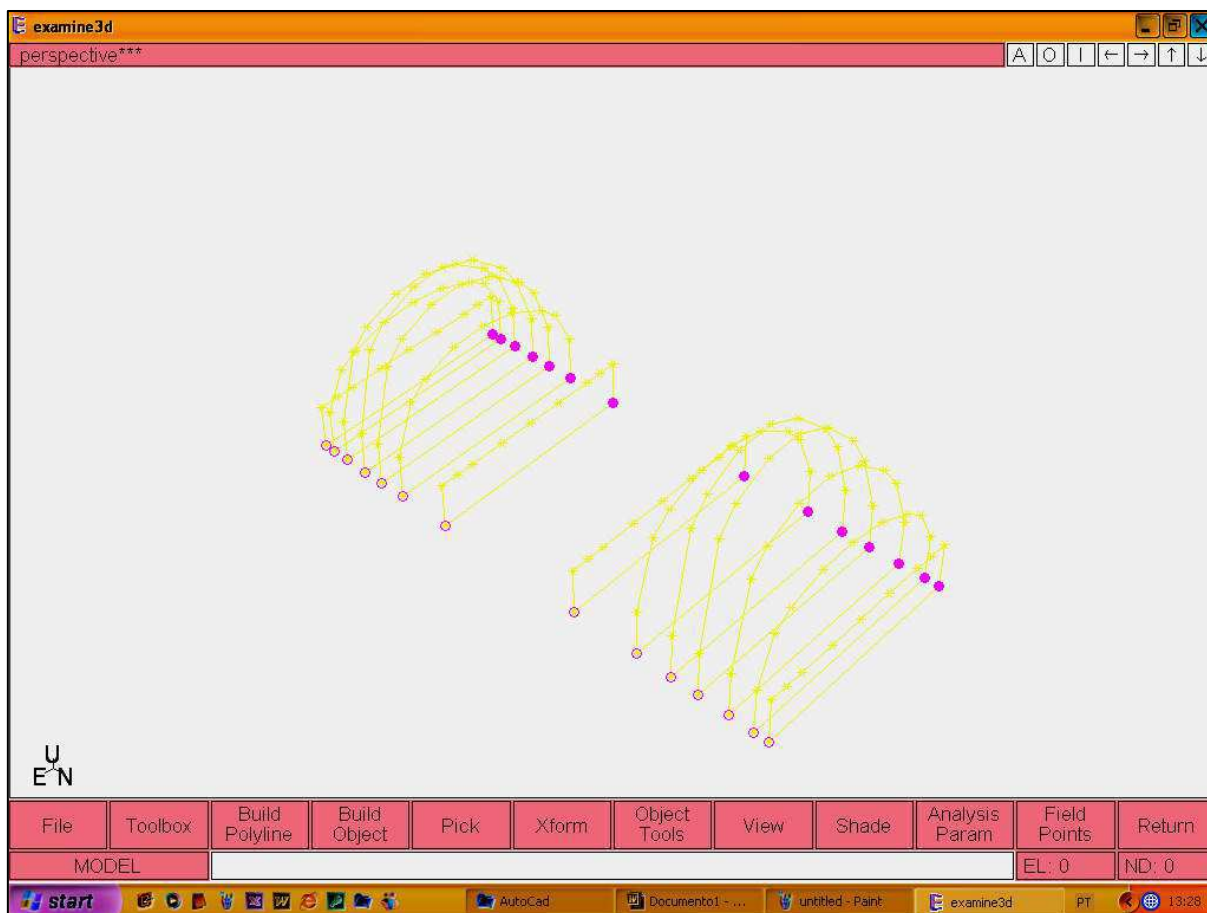 examine3d
perspective***
A O I ← → ↑ ↓
U
E N
File Toolbox Build Polyline Build Object Pick Xform Object Tools View Shade Analysis Param Field Points Return
MODEL EL: 0 ND: 0
start AutoCad Documento1 - ... untitled - Paint examine3d PT 13:28